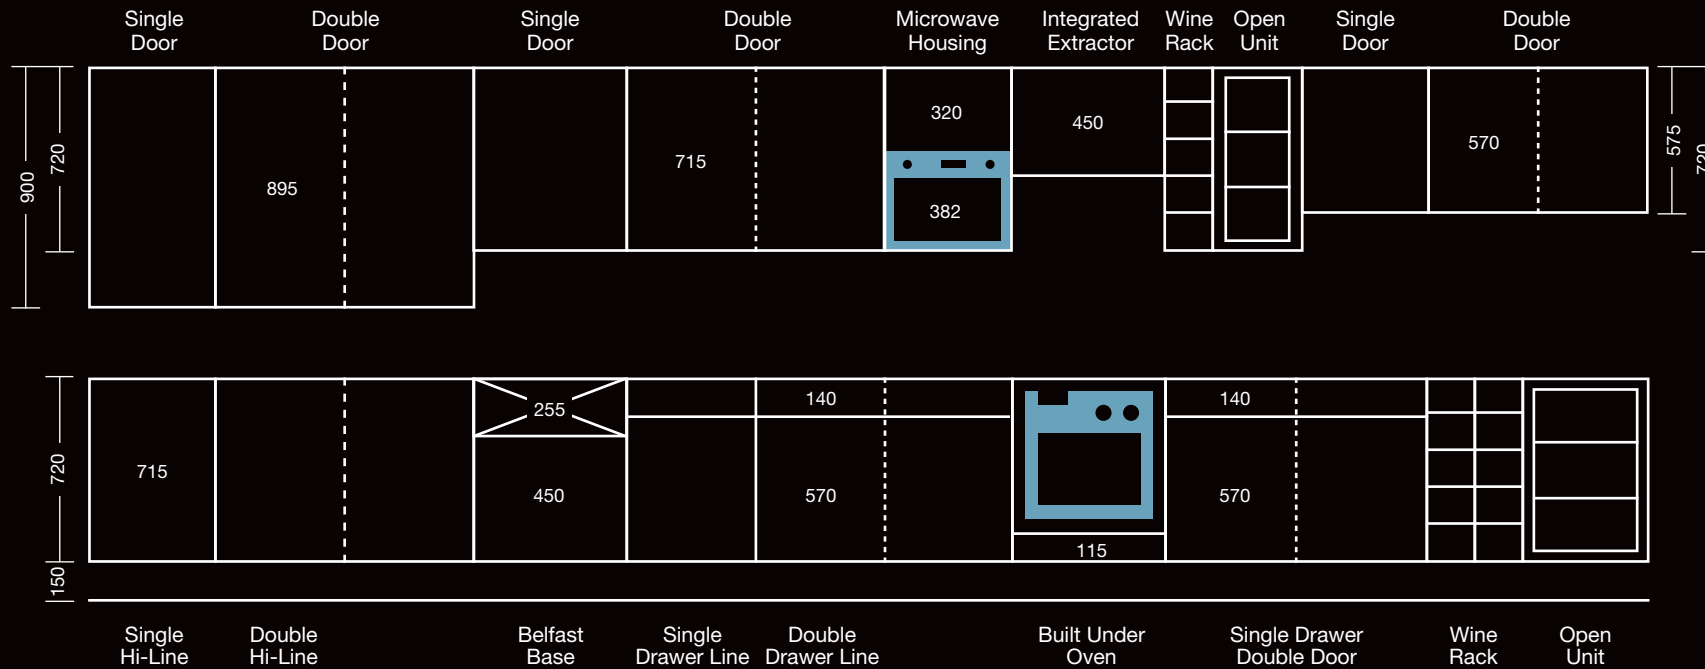 Single Door
Double Door
Single Door
Double Door
Microwave Housing
Integrated Extractor
Wine Rack
Open Unit
Single Door
Double Door
900
720
895
715
320
382
450
570
575
720
720
150
715
255
450
140
570
115
140
570
Single Hi-Line
Double Hi-Line
Belfast Base
Single Drawer Line
Double Drawer Line
Built Under Oven
Single Drawer Double Door
Wine Rack
Open Unit